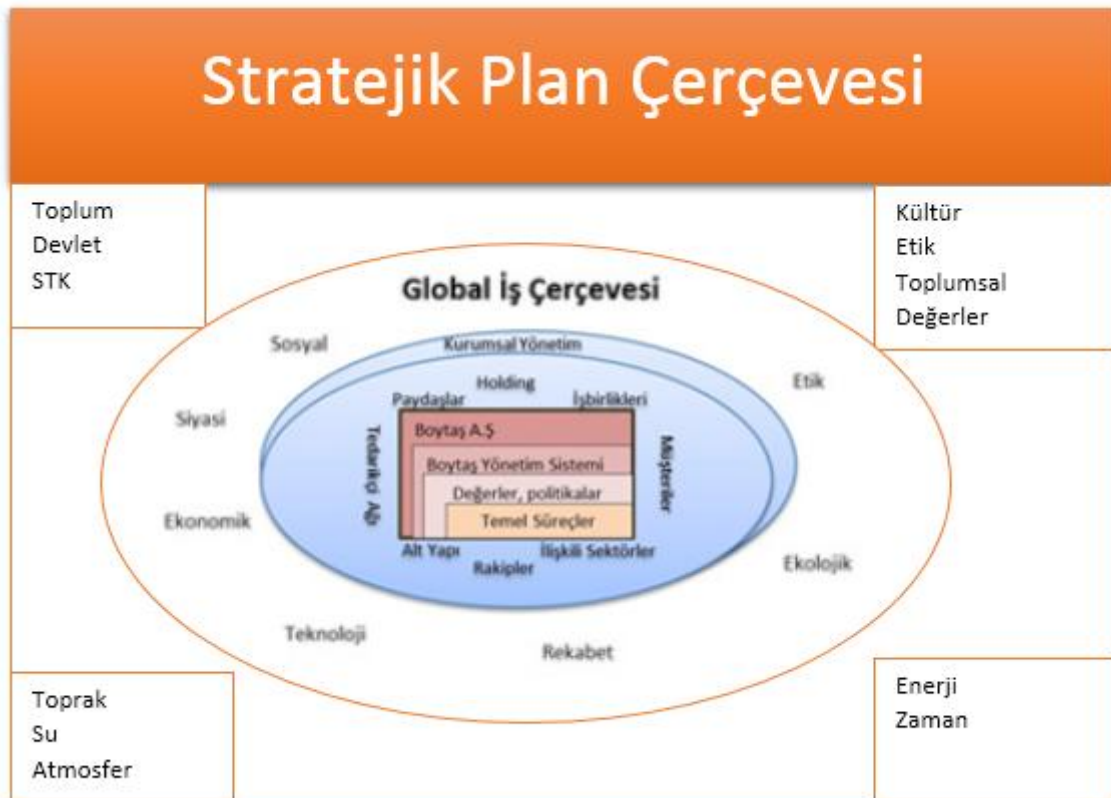 Stratejik Plan Çerçevesi
Toplum
Devlet
STK
Kültür
Etik
Toplumsal
Değerler
Global İş Çerçevesi
Sosyal
Kurumsal Yönetim
Etik
Holding
Paydaşlar
İşbirlikleri
Siyasi
Boytaş A.Ş
Tedarikçi Ağı
Müşteriler
Boytaş Yönetim Sistemi
Değerler, politikalar
Ekonomik
Temel Süreçler
Alt Yapı
İlişkili Sektörler
Rakipler
Ekolojik
Teknoloji
Rekabet
Toprak
Su
Atmosfer
Enerji
Zaman